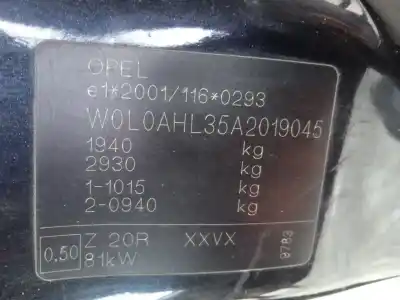 OPEL
e1*2001/116*0293
W0L0AHL35A2019045
1940 kg
2930 kg
1-1015 kg
2-0940 kg
0.50 Z 20R XXVX
81kW
9783